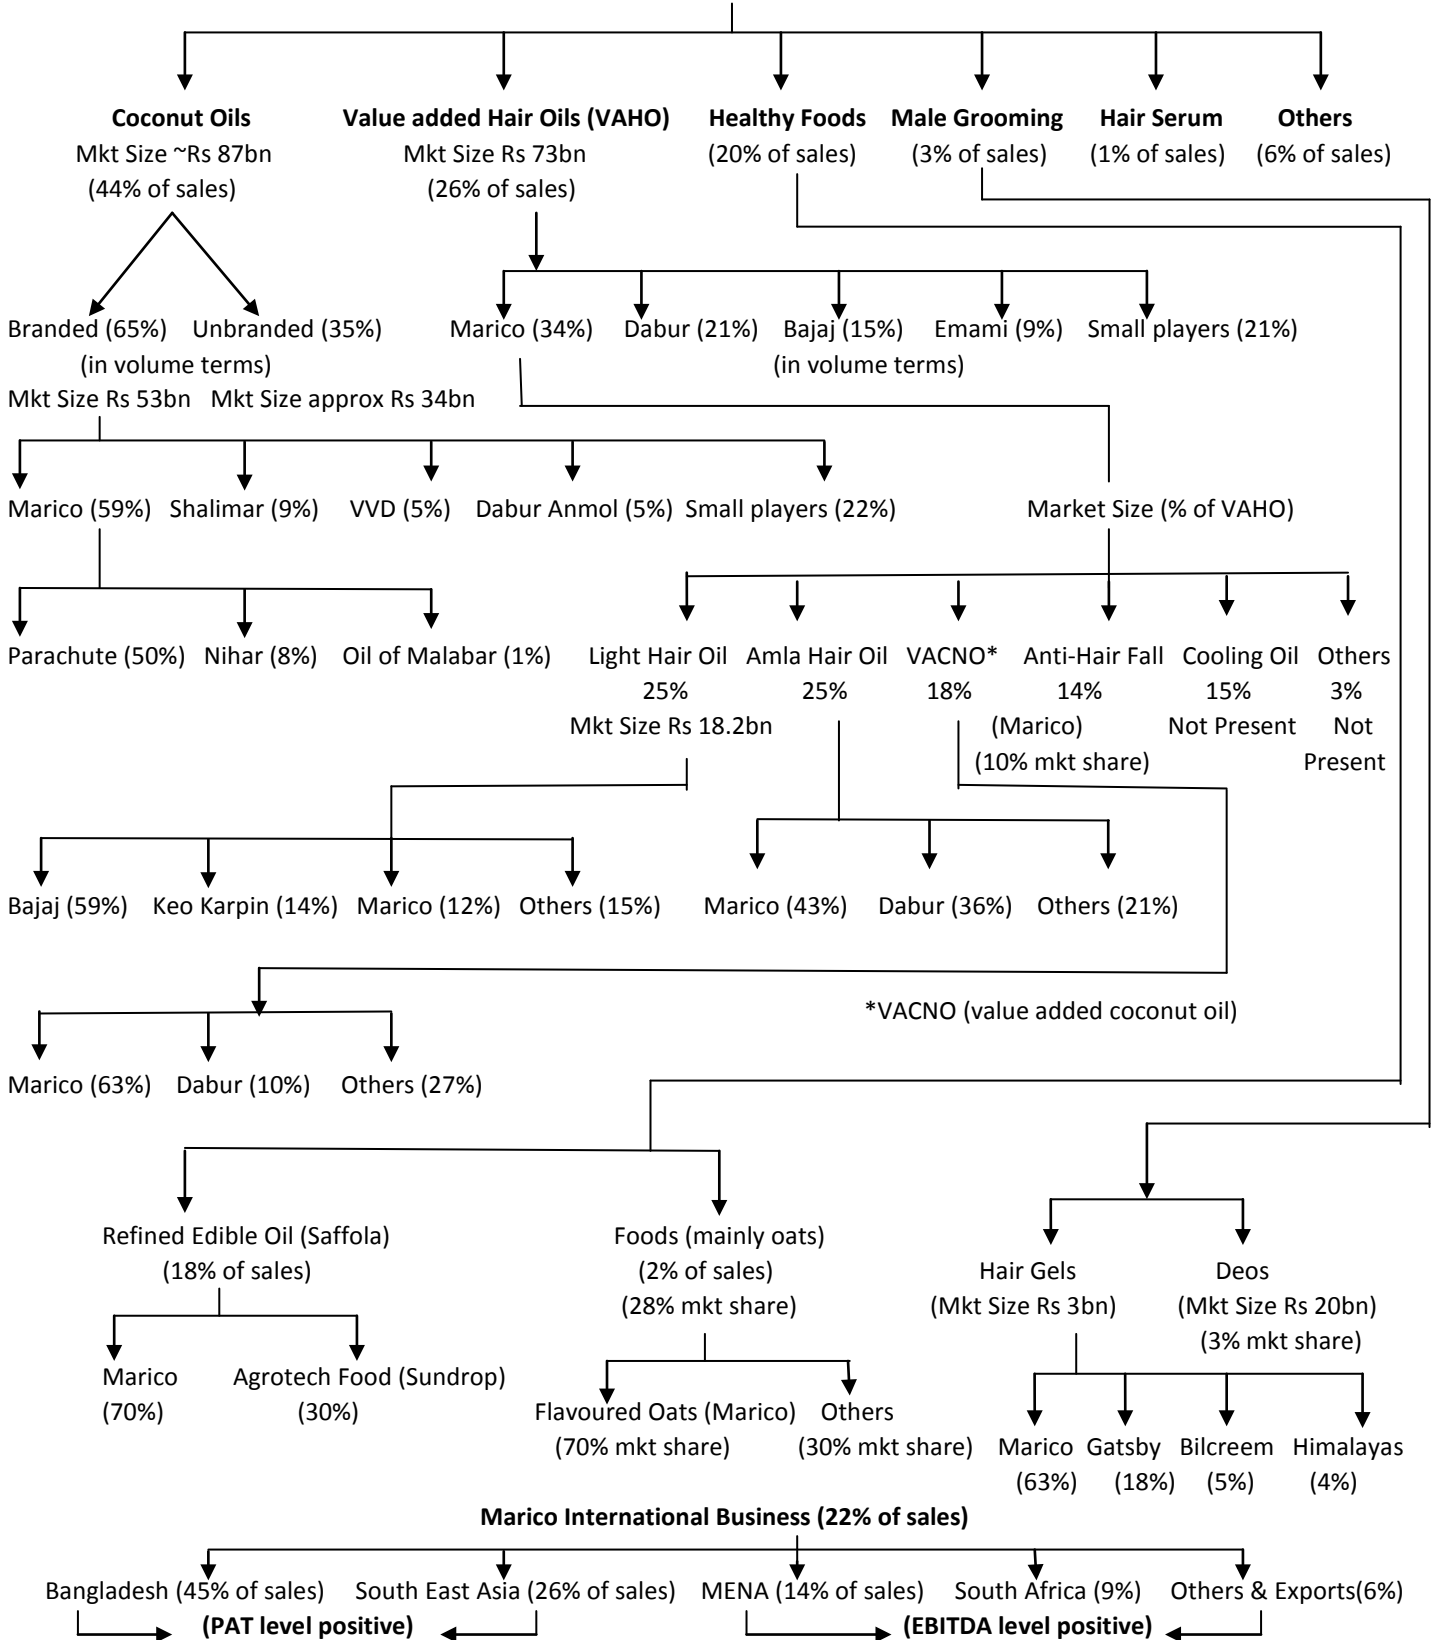 Coconut Oils Value added Hair Oils (VAHO) Healthy Foods Male Grooming Hair Serum Others
Mkt Size ~Rs 87bn Mkt Size Rs 73bn (20% of sales) (3% of sales) (1% of sales) (6% of sales)
(44% of sales) (26% of sales)
Branded (65%) Unbranded (35%) Marico (34%) Dabur (21%) Bajaj (15%) Emami (9%) Small players (21%)
(in volume terms) (in volume terms)
Mkt Size Rs 53bn Mkt Size approx Rs 34bn
Marico (59%) Shalimar (9%) VVD (5%) Dabur Anmol (5%) Small players (22%) Market Size (% of VAHO)
Parachute (50%) Nihar (8%) Oil of Malabar (1%) Light Hair Oil Amla Hair Oil VACNO* Anti-Hair Fall Cooling Oil Others
25% 25% 18% 14% 15% 3%
Mkt Size Rs 18.2bn (Marico) Not Present Not
(10% mkt share) Present
Bajaj (59%) Keo Karpin (14%) Marico (12%) Others (15%) Marico (43%) Dabur (36%) Others (21%)
*VACNO (value added coconut oil)
Marico (63%) Dabur (10%) Others (27%)
Refined Edible Oil (Saffola) Foods (mainly oats)
(18% of sales) (2% of sales) Hair Gels Deos
(28% mkt share) (Mkt Size Rs 3bn) (Mkt Size Rs 20bn)
(3% mkt share)
Marico Agrotech Food (Sundrop)
(70%) (30%) Flavoured Oats (Marico) Others
(70% mkt share) (30% mkt share) Marico Gatsby Bilcreem Himalayas
(63%) (18%) (5%) (4%)
Marico International Business (22% of sales)
Bangladesh (45% of sales) South East Asia (26% of sales) MENA (14% of sales) South Africa (9%) Others & Exports(6%)
(PAT level positive) (EBITDA level positive)